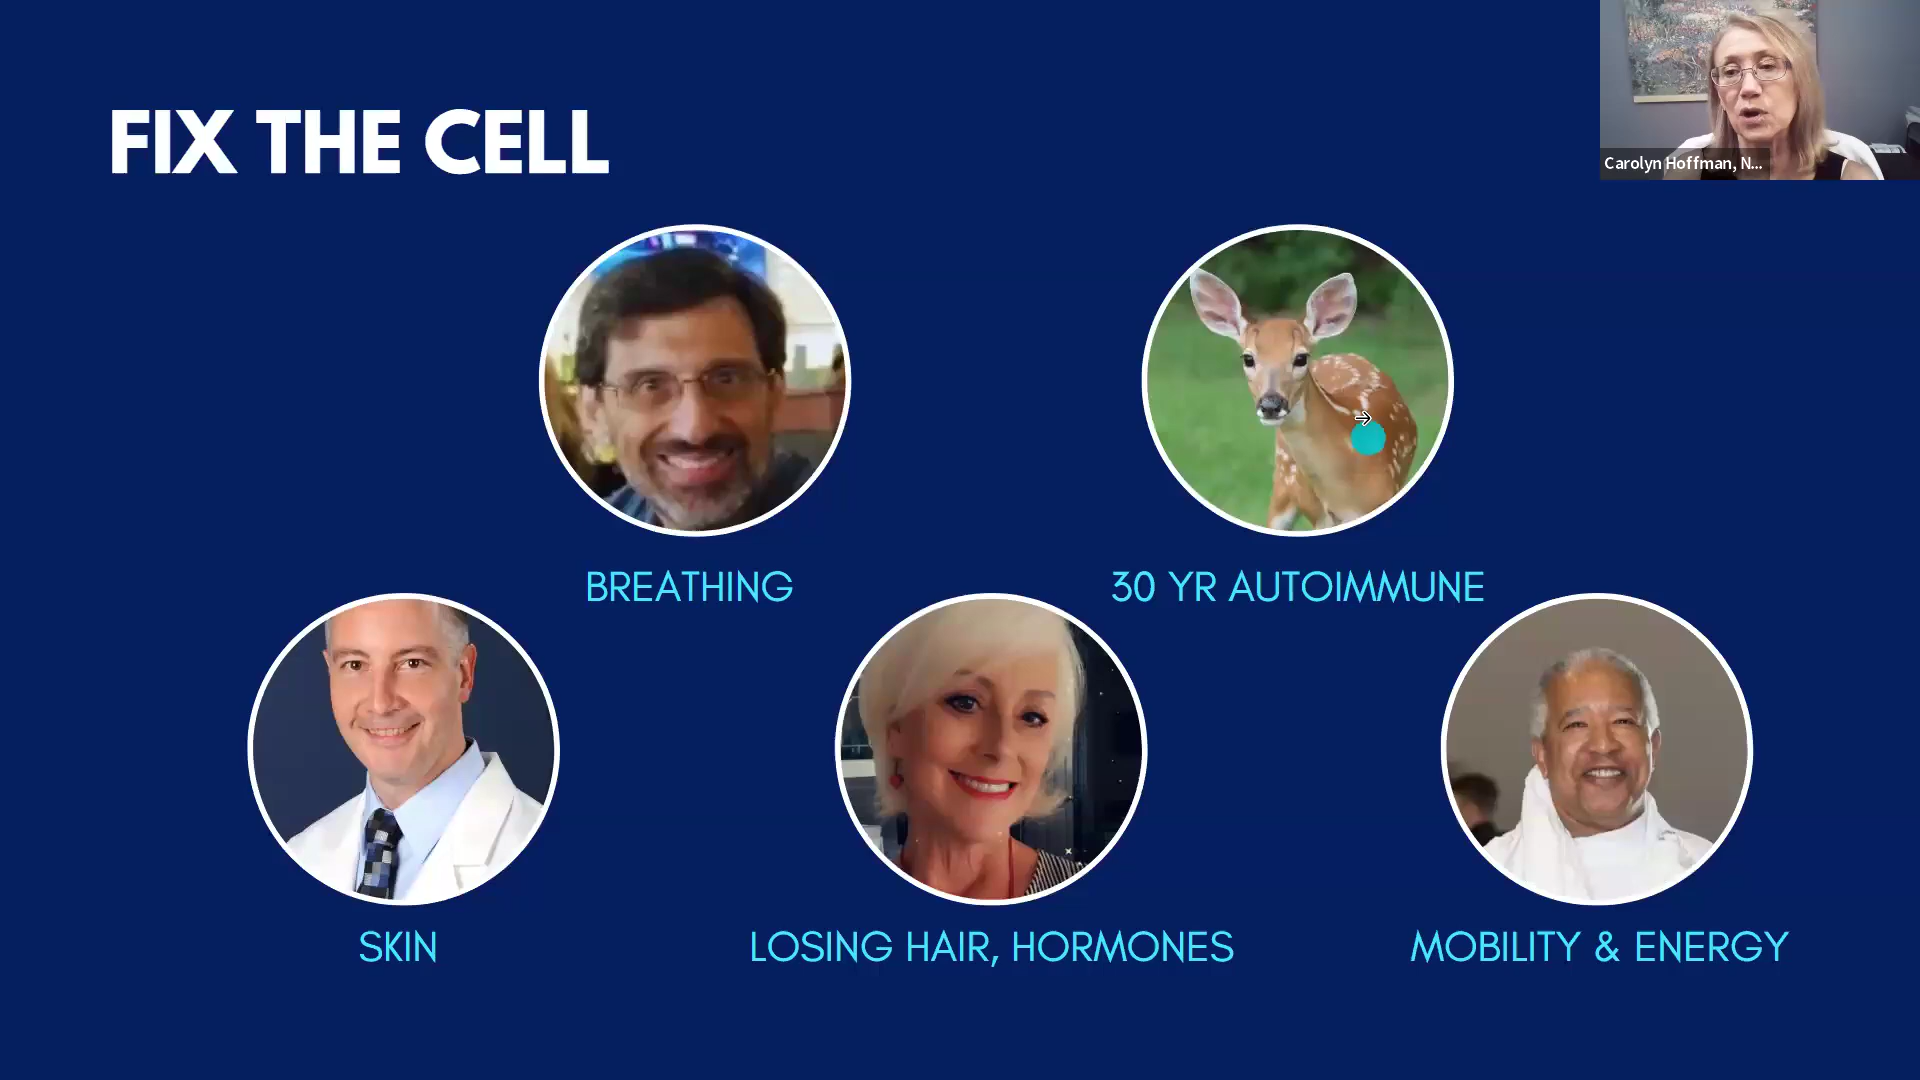 FIX THE CELL
Carolyn Hoffman, N...
BREATHING
30 YR AUTOIMMUNE
SKIN
LOSING HAIR, HORMONES
MOBILITY & ENERGY